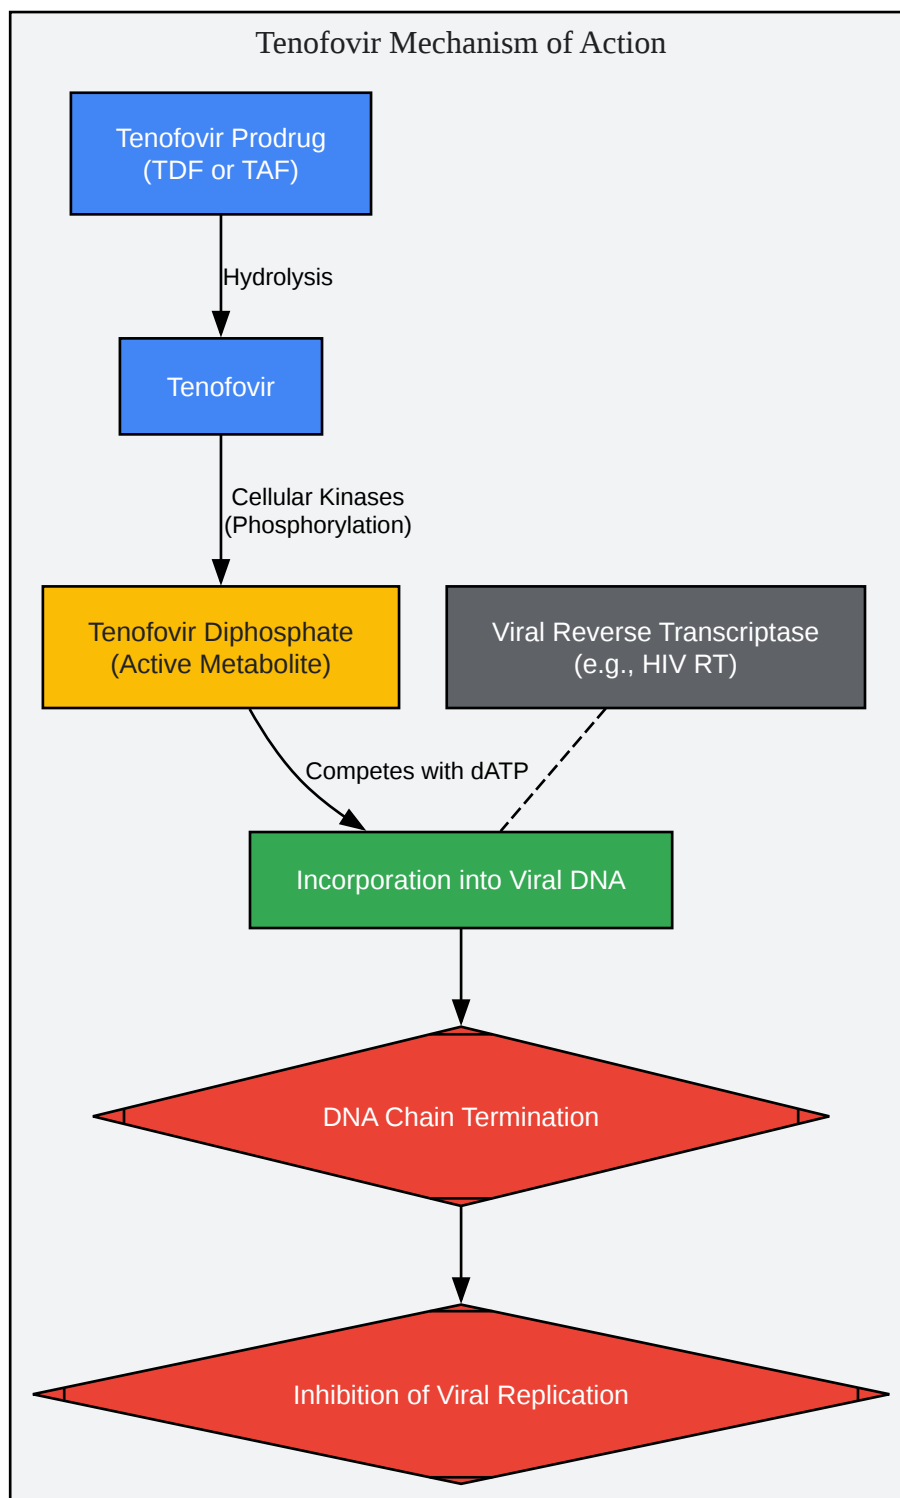 Tenofovir Mechanism of Action
Tenofovir Prodrug
(TDF or TAF)
Hydrolysis
Tenofovir
Cellular Kinases
(Phosphorylation)
Tenofovir Diphosphate
(Active Metabolite)
Viral Reverse Transcriptase
(e.g., HIV RT)
Competes with dATP
Incorporation into Viral DNA
DNA Chain Termination
Inhibition of Viral Replication